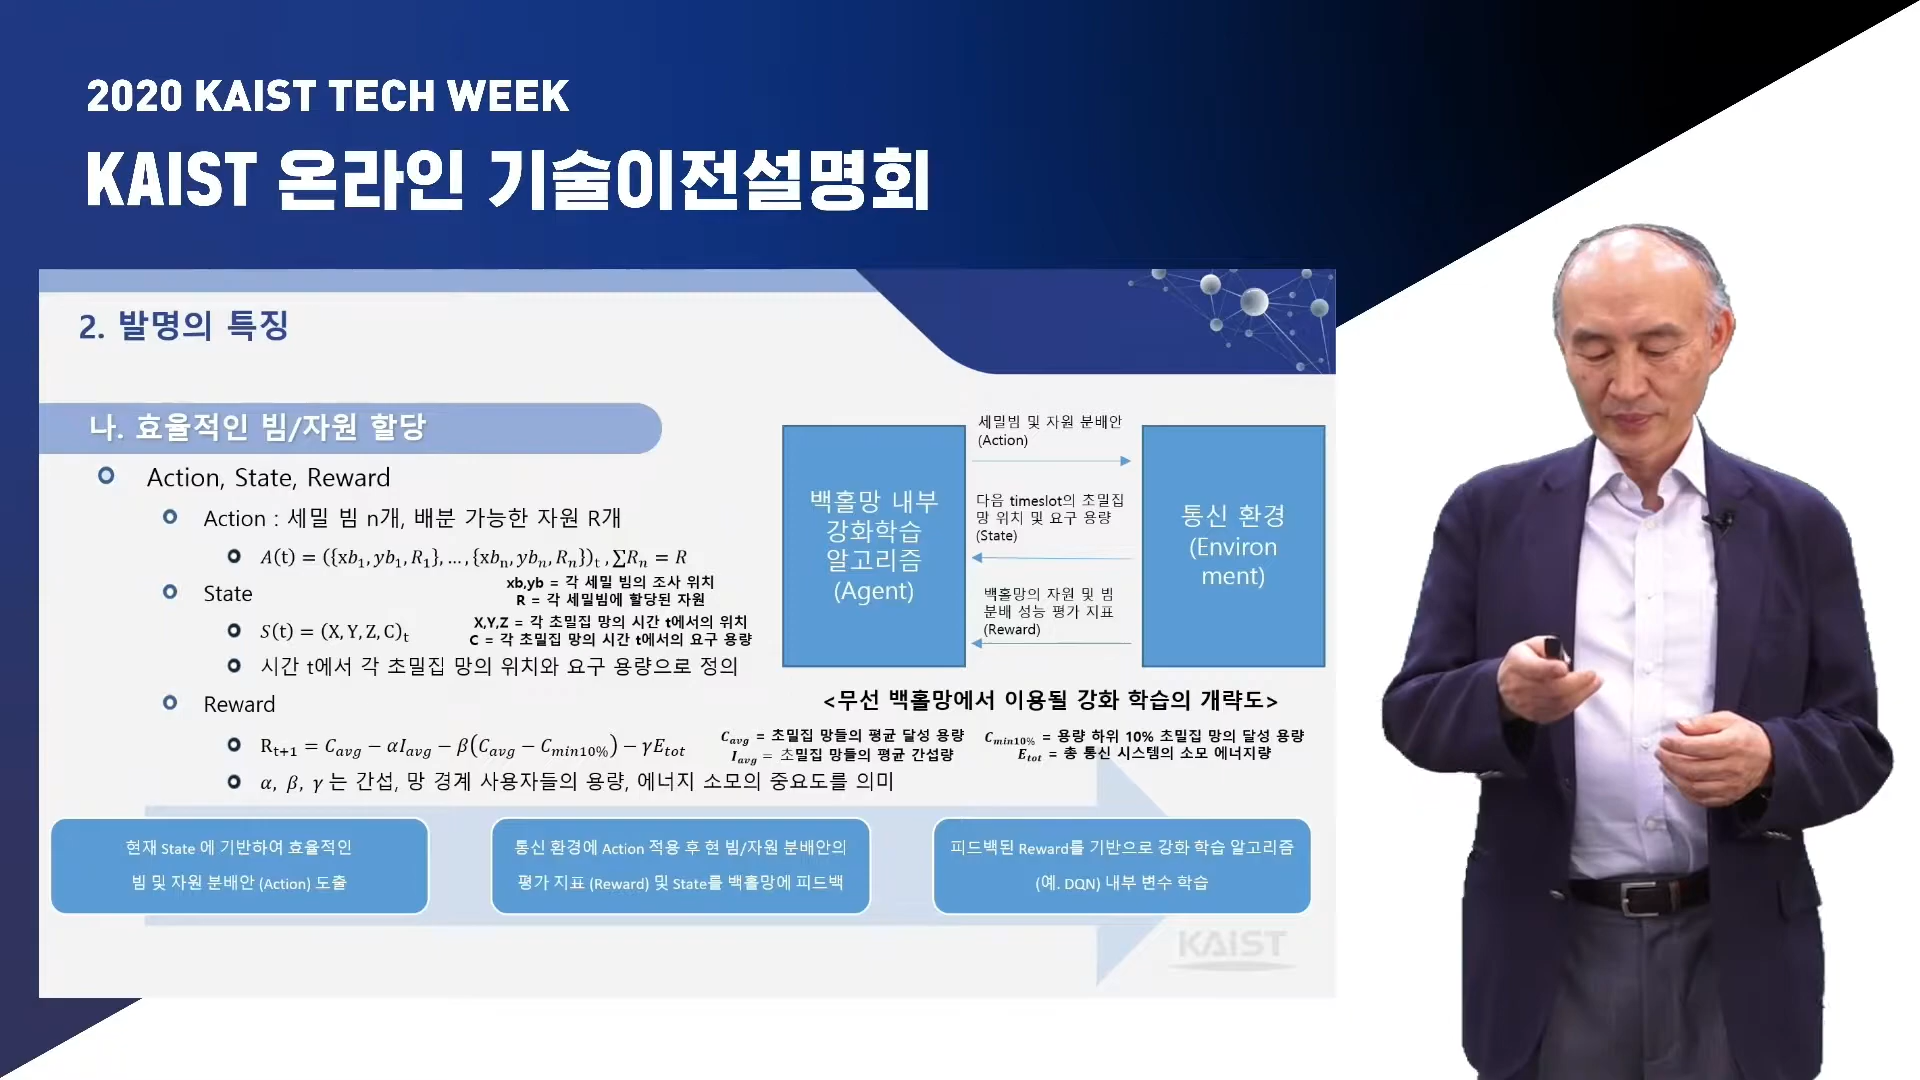 2020 KAIST TECH WEEK
KAIST 온라인 기술이전설명회
2. 발명의 특징
나. 효율적인 빔/자원 할당
Action, State, Reward
Action : 세밀 빔 n개, 배분 가능한 자원 R개
A(t) = ({xb₁, yb₁, R₁}, …, {xbₙ, ybₙ, Rₙ})ₜ , ∑Rₙ = R
xb,yb = 각 세밀 빔의 조사 위치
R = 각 세밀빔에 할당된 자원
State
S(t) = (X, Y, Z, C)ₜ
X,Y,Z = 각 초밀집 망의 시간 t에서의 위치
C = 각 초밀집 망의 시간 t에서의 요구 용량
시간 t에서 각 초밀집 망의 위치와 요구 용량으로 정의
Reward
R_{t+1} = C_{avg} − αI_{avg} − β(C_{avg} − C_{min10%}) − γE_{tot}
C_{avg} = 초밀집 망들의 평균 달성 용량
I_{avg} = 초밀집 망들의 평균 간섭량
C_{min10%} = 용량 하위 10% 초밀집 망의 달성 용량
E_{tot} = 총 통신 시스템의 소모 에너지량
α, β, γ 는 간섭, 망 경계 사용자들의 용량, 에너지 소모의 중요도를 의미
백홀망 내부
강화학습
알고리즘
(Agent)
세밀빔 및 자원 분배안
(Action)
다음 timeslot의 초밀집
망 위치 및 요구 용량
(State)
백홀망의 자원 및 빔
분배 성능 평가 지표
(Reward)
통신 환경
(Environ
ment)
<무선 백홀망에서 이용될 강화 학습의 개략도>
현재 State 에 기반하여 효율적인
빔 및 자원 분배안 (Action) 도출
통신 환경에 Action 적용 후 현 빔/자원 분배안의
평가 지표 (Reward) 및 State를 백홀망에 피드백
피드백된 Reward를 기반으로 강화 학습 알고리즘
(예. DQN) 내부 변수 학습
KAIST